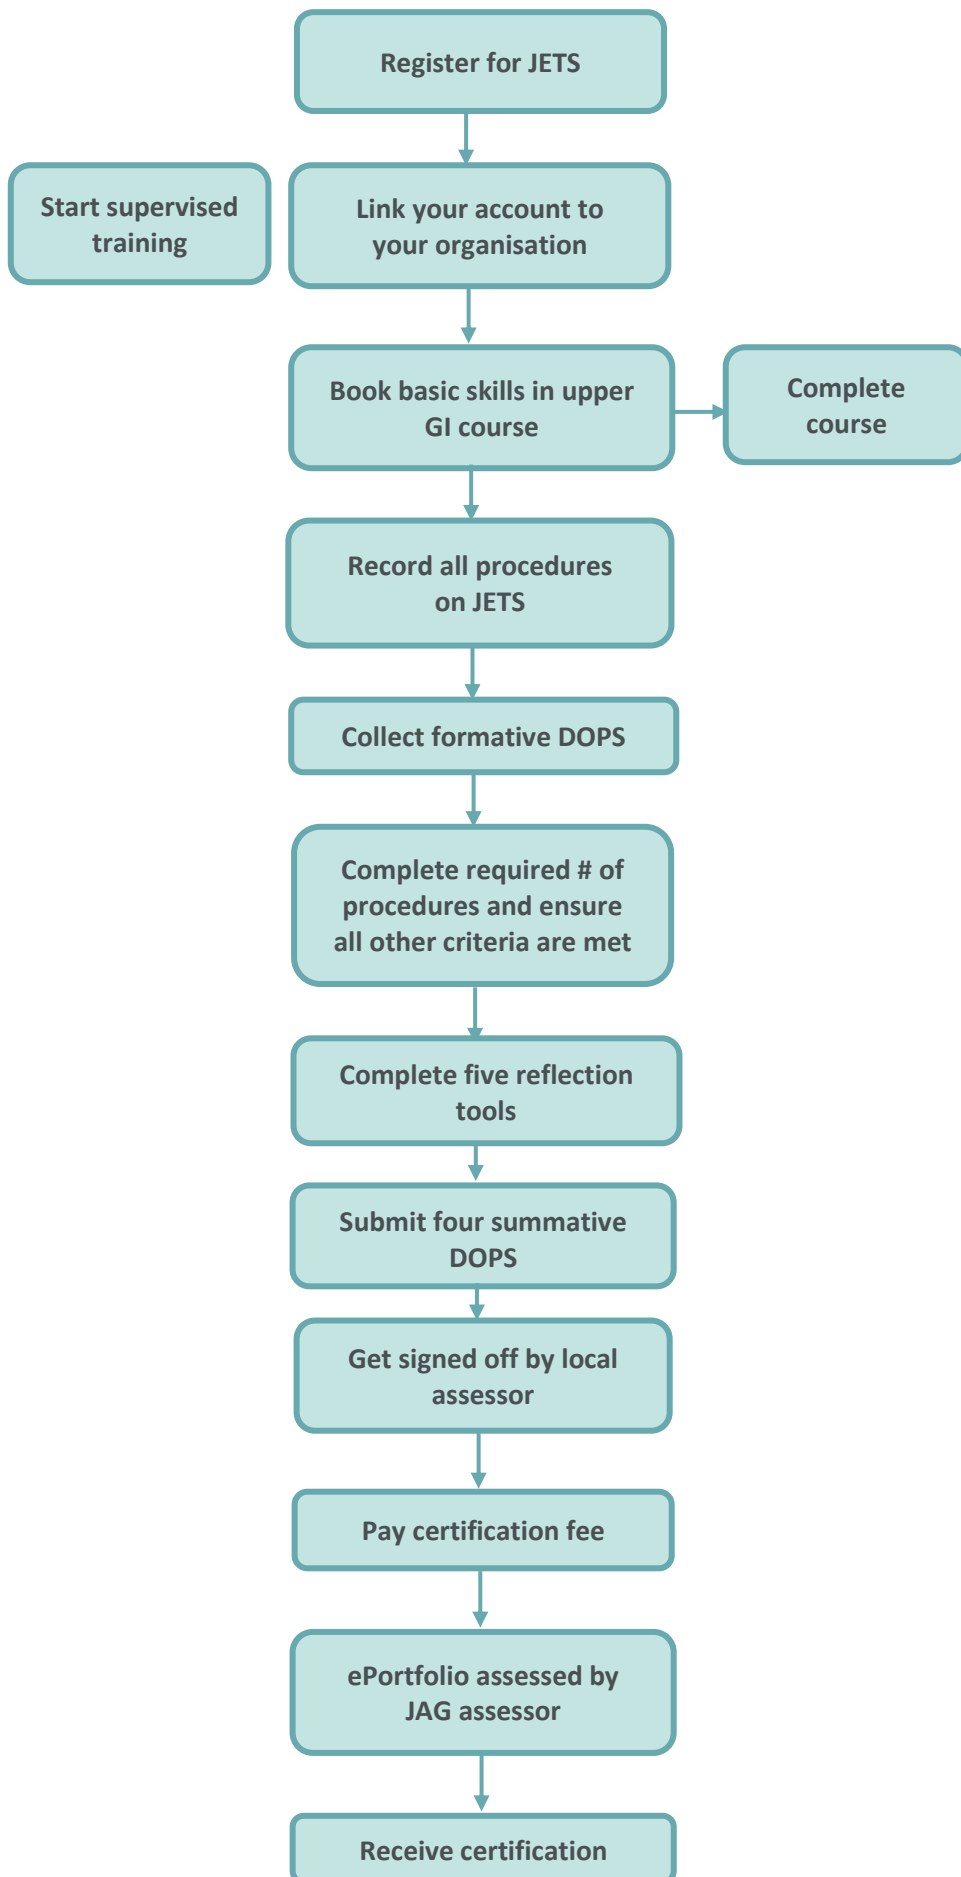 Register for JETS
Start supervised
training
Link your account to
your organisation
Book basic skills in upper
GI course
Complete
course
Record all procedures
on JETS
Collect formative DOPS
Complete required # of
procedures and ensure
all other criteria are met
Complete five reflection
tools
Submit four summative
DOPS
Get signed off by local
assessor
Pay certification fee
ePortfolio assessed by
JAG assessor
Receive certification